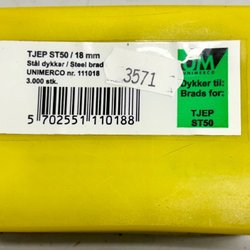 TJEP ST50 / 18 mm
Stål dykker / Steel brad
UNIMERCO nr. 111018
3.000 stk.
3571
5 702551 110188
UM
UNIMERCO
Dykker til:
Brads for:
TJEP
ST50